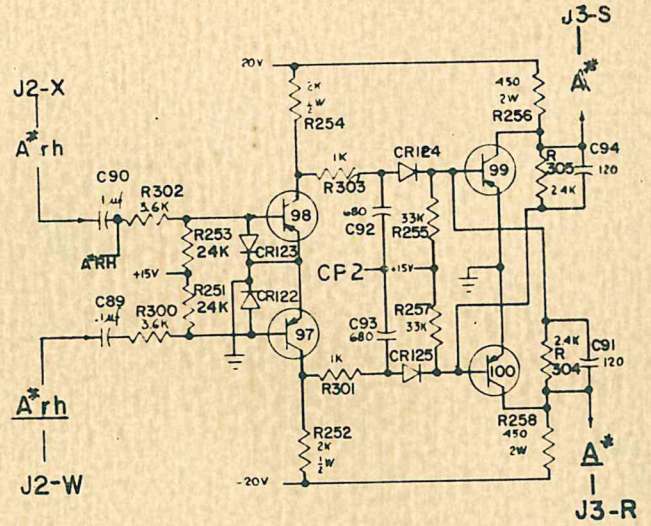 J3-S
20V
J2-X
2K
½W
R254
450
2W
R256
A*
A*rh
C90
.1 µf
R302
3.6K
1K
R303
CR124
99
R
305
2.4K
C94
120
98
A*RH
R253
24K
CR123
680
C92
33K
R255
+15V
CP2
+15V
R251
24K
CR122
C89
.1µf
R300
3.6K
C93
680
R257
33K
97
CR125
100
2.4K
R
304
C91
120
1K
R301
A*rh
J2-W
R252
2K
½W
R258
450
2W
A*
-20V
J3-R